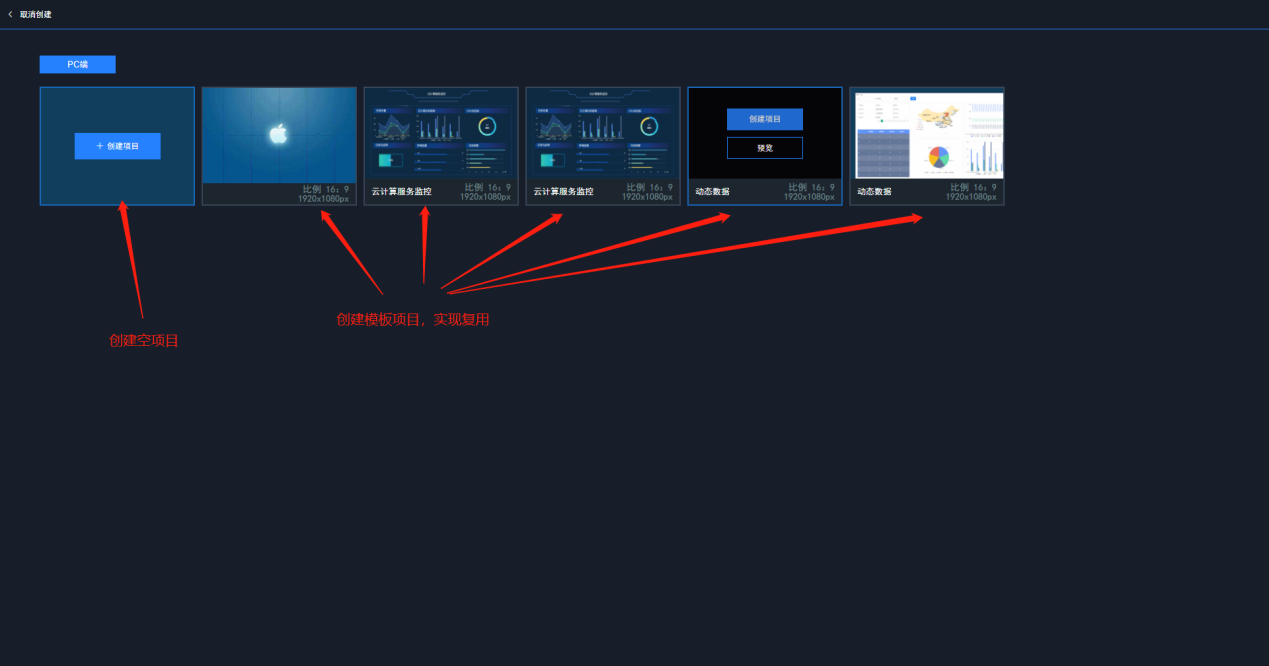 取消创建
PC端
+ 创建项目
比例 16：9
1920x1080px
云计算服务监控
比例 16：9
1920x1080px
云计算服务监控
比例 16：9
1920x1080px
创建项目
预览
动态数据
比例 16：9
1920x1080px
动态数据
比例 16：9
1920x1080px
创建空项目
创建模板项目，实现复用